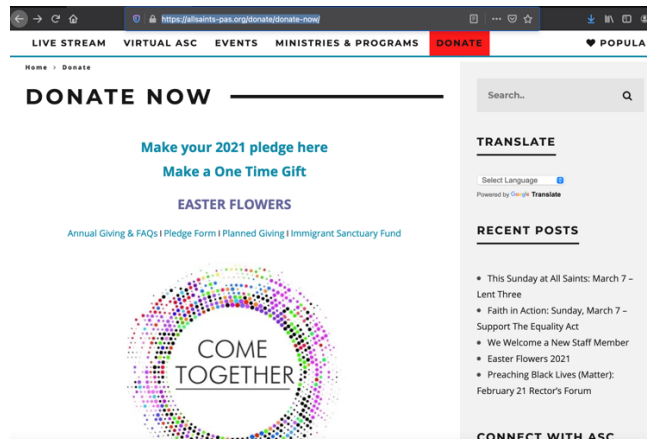 https://allsaints-pas.org/donate/donate-now/
LIVE STREAM VIRTUAL ASC EVENTS MINISTRIES & PROGRAMS DONATE POPULA
Home > Donate
DONATE NOW
Make your 2021 pledge here
Make a One Time Gift
EASTER FLOWERS
Annual Giving & FAQs I Pledge Form I Planned Giving I Immigrant Sanctuary Fund
COME
TOGETHER
Search..
TRANSLATE
Select Language
Powered by Google Translate
RECENT POSTS
This Sunday at All Saints: March 7 –
Lent Three
Faith in Action: Sunday, March 7 –
Support The Equality Act
We Welcome a New Staff Member
Easter Flowers 2021
Preaching Black Lives (Matter):
February 21 Rector's Forum
CONNECT WITH ASC